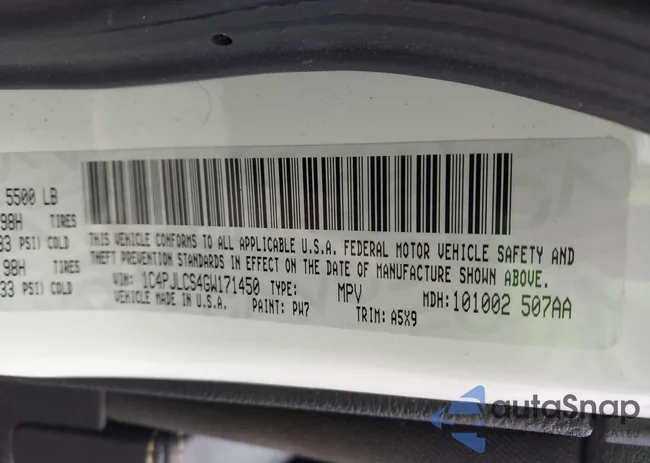 5500 LB
98H TIRES
33 PSI) COLD
98H TIRES
33 PSI) COLD
THIS VEHICLE CONFORMS TO ALL APPLICABLE U.S.A. FEDERAL MOTOR VEHICLE SAFETY AND
THEFT PREVENTION STANDARDS IN EFFECT ON THE DATE OF MANUFACTURE SHOWN ABOVE.
VIN: 1C4PJLCS4GW171450 TYPE: MPV MDH:101002 507AA
VEHICLE MADE IN U.S.A. PAINT: PW7 TRIM: A5X9
autoSnap